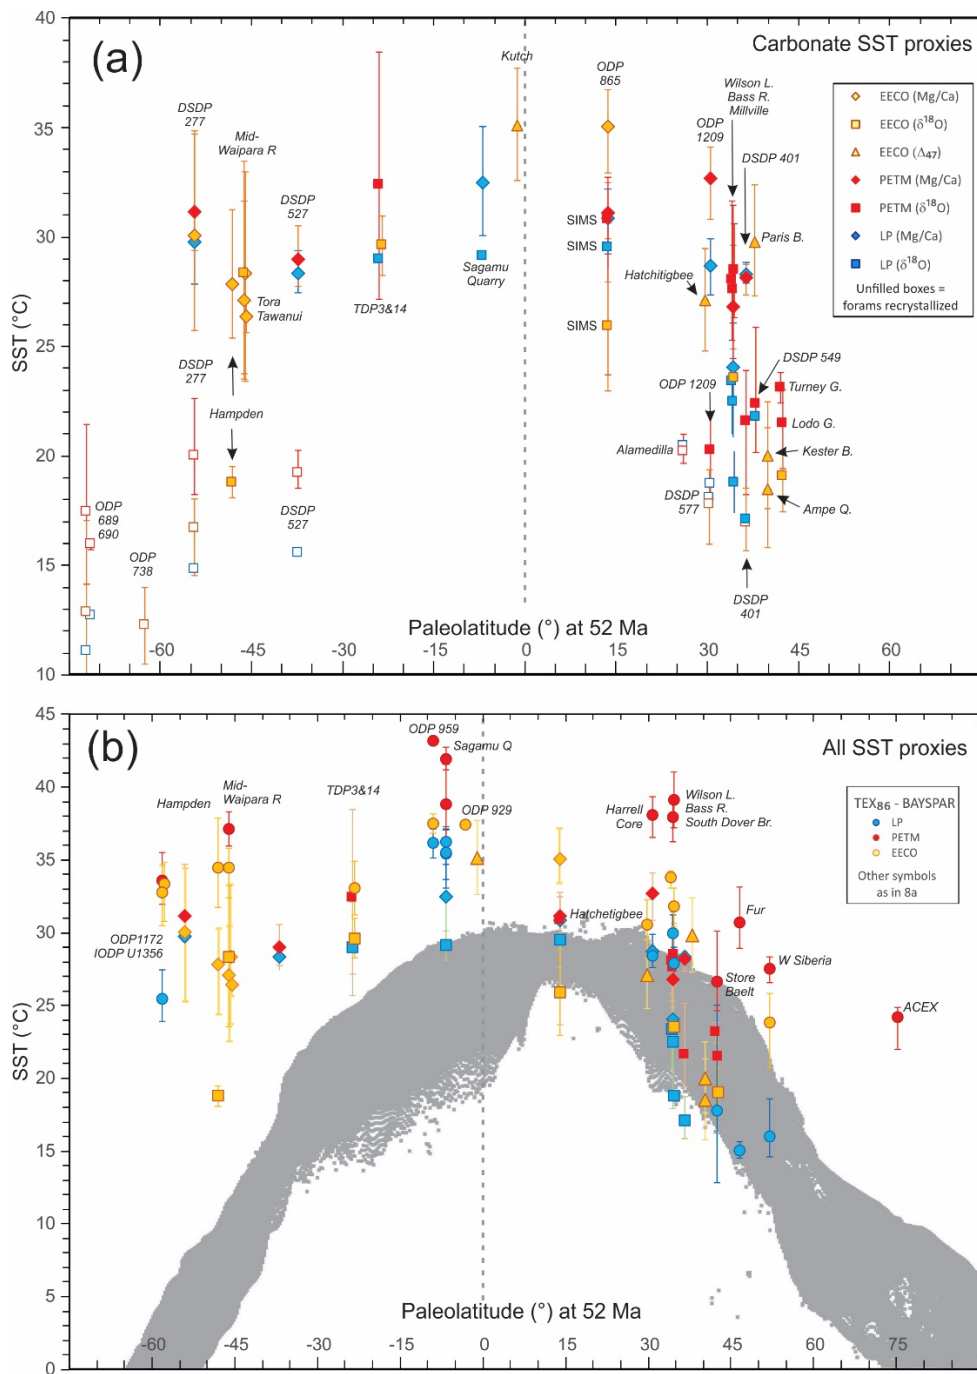 (a)
Carbonate SST proxies
SST (°C)
40
35
30
25
20
15
10
Kutch
ODP
865
Wilson L.
Bass R.
Millville
ODP
1209
DSDP 401
DSDP
277
Mid-
Waipara R
DSDP
527
EECO (Mg/Ca)
EECO (δ¹⁸O)
EECO (Δ₄₇)
PETM (Mg/Ca)
PETM (δ¹⁸O)
LP (Mg/Ca)
LP (δ¹⁸O)
Unfilled boxes =
forams recrystallized
SIMS
SIMS
SIMS
Paris B.
Hatchitigbee
Sagamu
Quarry
Tora
Tawanui
TDP3&14
DSDP
277
Hampden
ODP 1209
DSDP 549
Turney G.
Lodo G.
Alamedilla
Kester B.
DSDP
577
Ampe Q.
DSDP
527
ODP
689
690
ODP
738
DSDP
401
Paleolatitude (°) at 52 Ma
-60
-45
-30
-15
0
15
30
45
60
(b)
All SST proxies
SST (°C)
45
40
35
30
25
20
15
10
5
0
ODP 959
Sagamu Q
Hampden
Mid-
Waipara R
TDP3&14
ODP 929
Harrell
Core
Wilson L.
Bass R.
South Dover Br.
TEX₈₆ - BAYSPAR
LP
PETM
EECO
Other symbols
as in 8a
Hatchetigbee
Fur
ODP1172
IODP U1356
W Siberia
Store
Baelt
ACEX
Paleolatitude (°) at 52 Ma
-60
-45
-30
-15
0
15
30
45
60
75